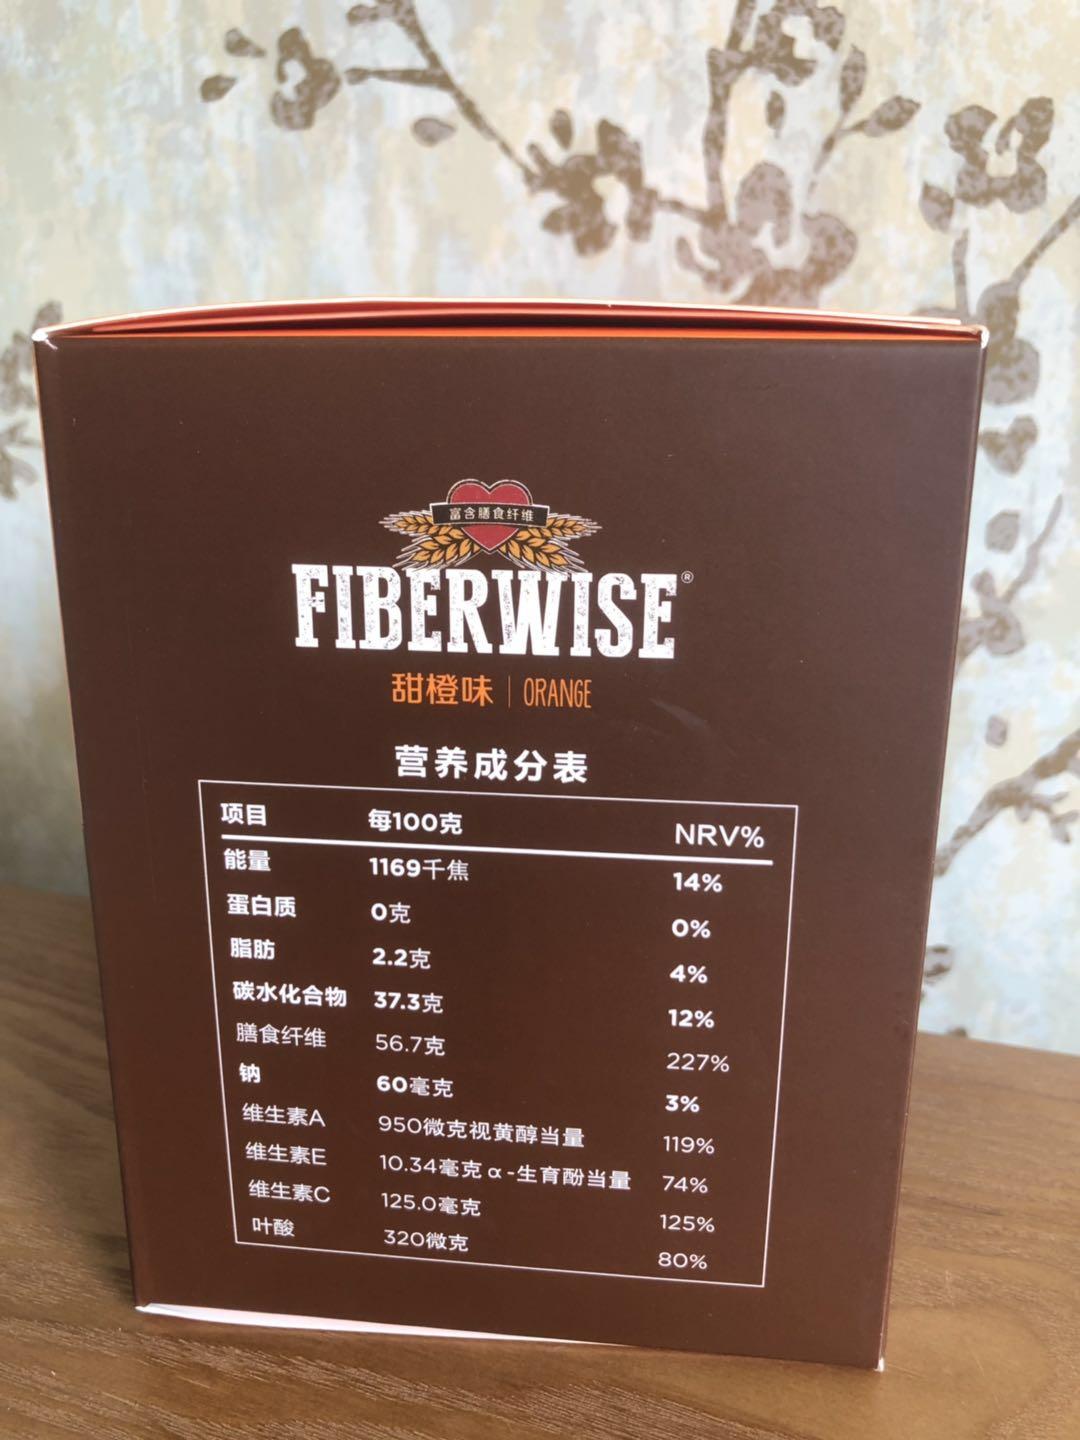 富含膳食纤维
FIBERWISE®
甜橙味 | ORANGE
营养成分表
项目 每100克 NRV%
能量 1169千焦 14%
蛋白质 0克 0%
脂肪 2.2克 4%
碳水化合物 37.3克 12%
膳食纤维 56.7克 227%
钠 60毫克 3%
维生素A 950微克视黄醇当量 119%
维生素E 10.34毫克 α-生育酚当量 74%
维生素C 125.0毫克 125%
叶酸 320微克 80%